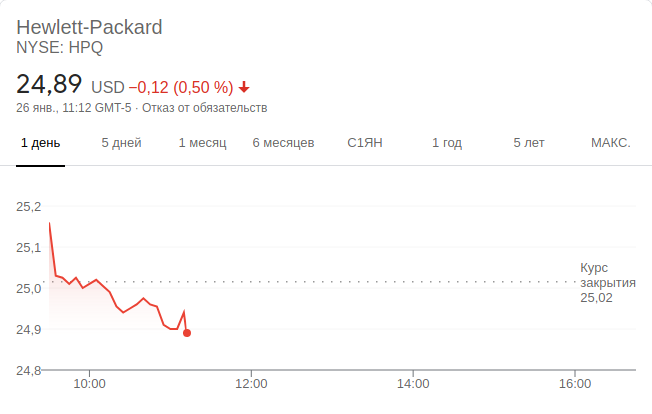 Hewlett-Packard
NYSE: HPQ
24,89 USD −0,12 (0,50 %)
26 янв., 11:12 GMT-5 · Отказ от обязательств
1 день 5 дней 1 месяц 6 месяцев С1ЯН 1 год 5 лет МАКС.
25,2
25,1
25,0
24,9
24,8
Курс
закрытия
25,02
10:00 12:00 14:00 16:00